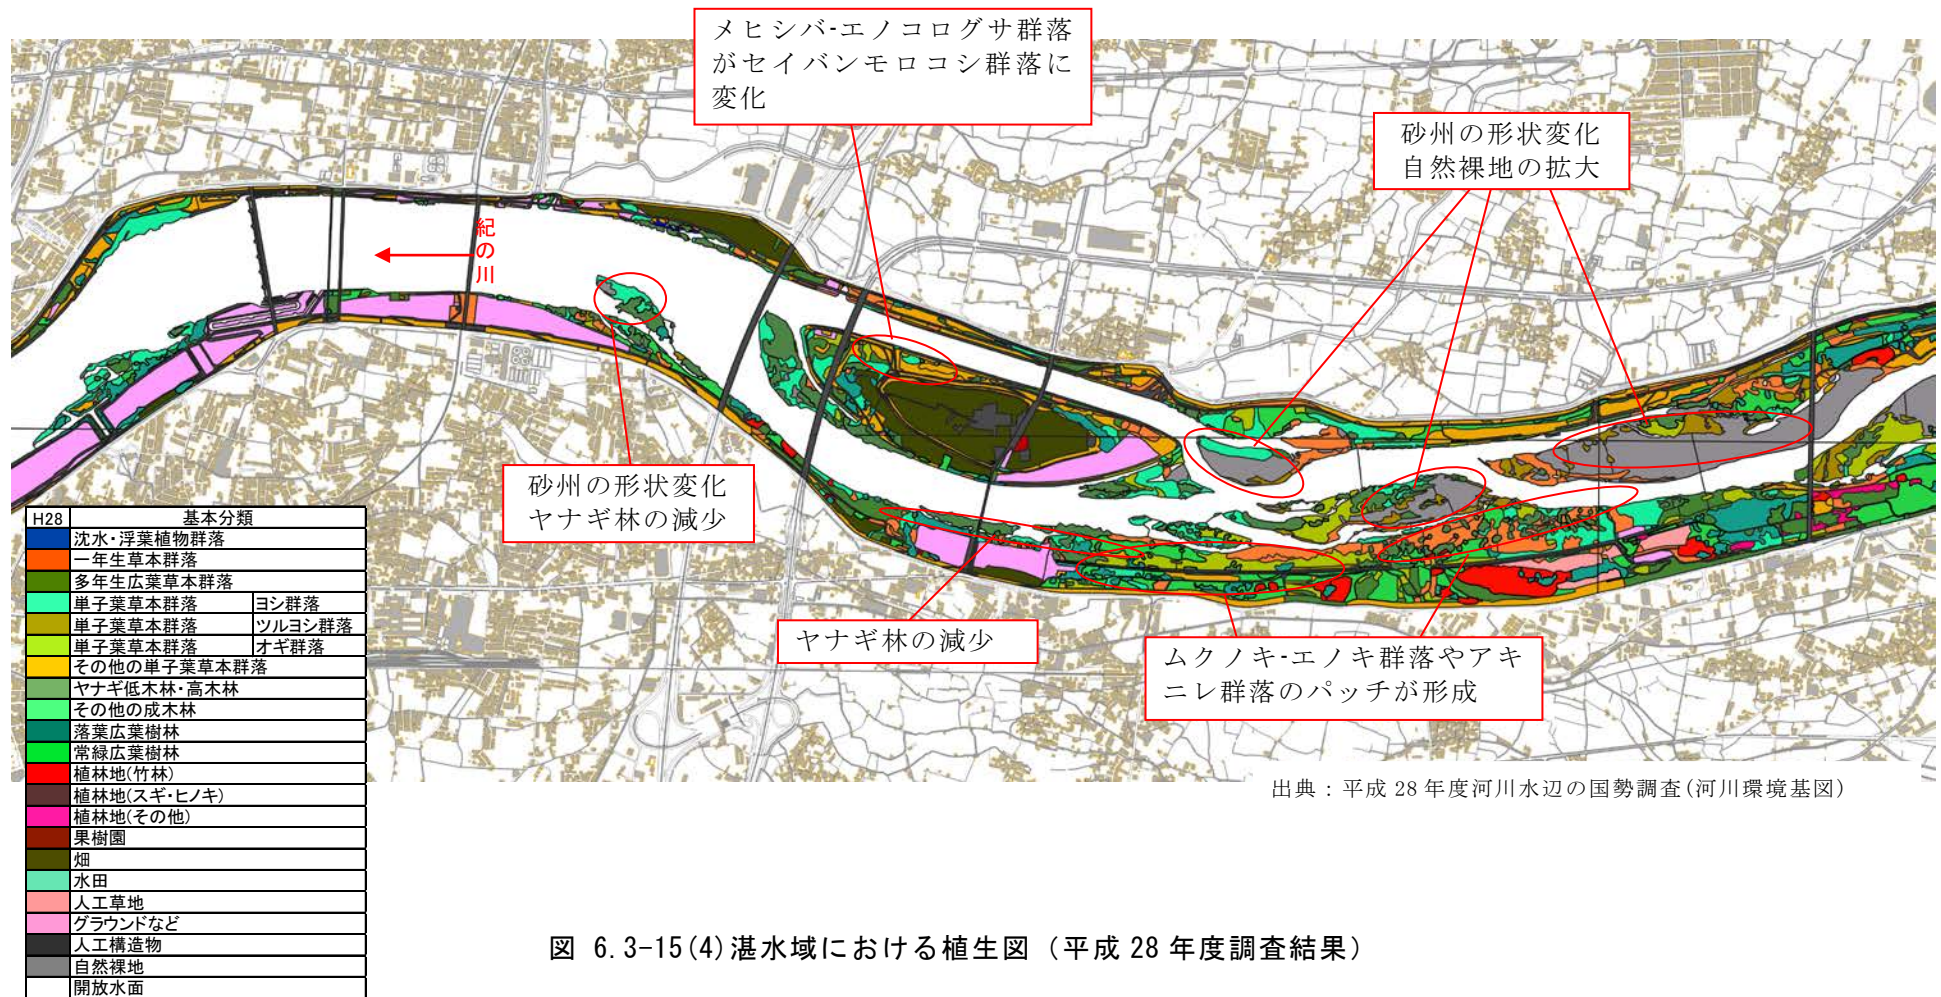 メヒシバ-エノコログサ群落
がセイバンモロコシ群落に
変化
砂州の形状変化
自然裸地の拡大
紀の川
砂州の形状変化
ヤナギ林の減少
ヤナギ林の減少
ムクノキ-エノキ群落やアキ
ニレ群落のパッチが形成
出典：平成28年度河川水辺の国勢調査(河川環境基図)
H28 基本分類
沈水・浮葉植物群落
一年生草本群落
多年生広葉草本群落
単子葉草本群落 ヨシ群落
単子葉草本群落 ツルヨシ群落
単子葉草本群落 オギ群落
その他の単子葉草本群落
ヤナギ低木林・高木林
その他の成木林
落葉広葉樹林
常緑広葉樹林
植林地(竹林)
植林地(スギ・ヒノキ)
植林地(その他)
果樹園
畑
水田
人工草地
グラウンドなど
人工構造物
自然裸地
開放水面
図 6.3-15(4)湛水域における植生図（平成28年度調査結果）